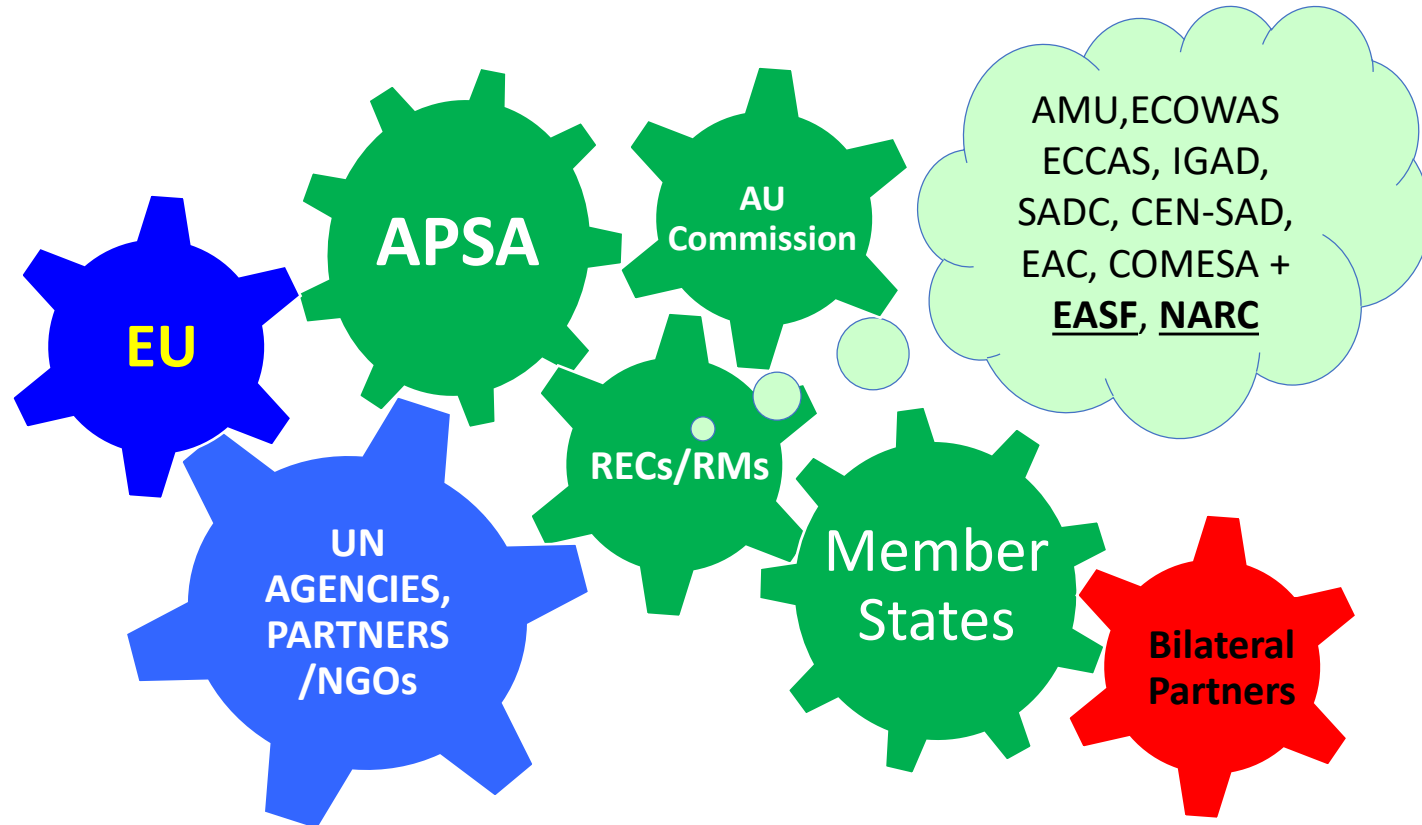 EU
APSA
AU
Commission
AMU,ECOWAS
ECCAS, IGAD,
SADC, CEN-SAD,
EAC, COMESA +
EASF, NARC
RECs/RMs
UN
AGENCIES,
PARTNERS
/NGOs
Member
States
Bilateral
Partners